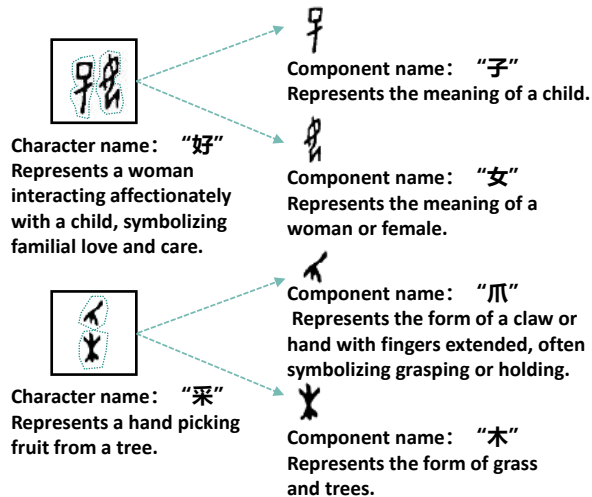 Component name: “子”
Represents the meaning of a child.
Character name: “好”
Represents a woman
interacting affectionately
with a child, symbolizing
familial love and care.
Component name: “女”
Represents the meaning of a
woman or female.
Component name: “爪”
Represents the form of a claw or
hand with fingers extended, often
symbolizing grasping or holding.
Character name: “采”
Represents a hand picking
fruit from a tree.
Component name: “木”
Represents the form of grass
and trees.